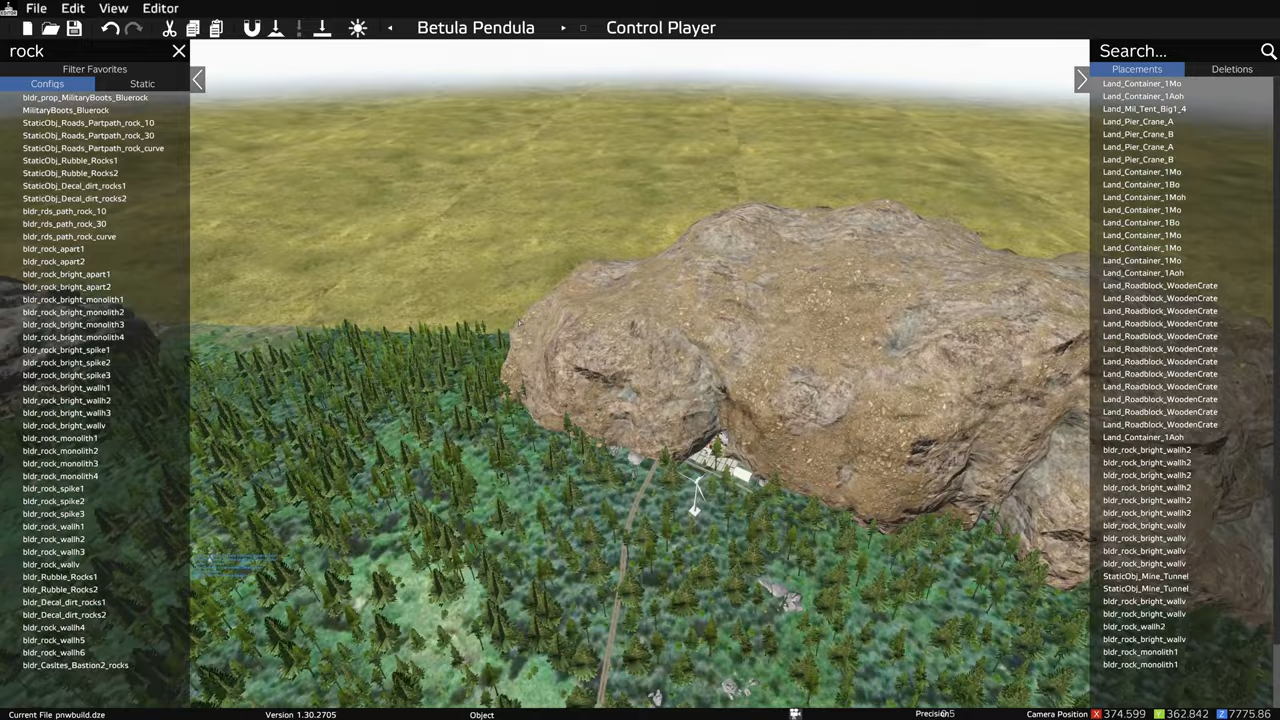 File Edit View Editor
Betula Pendula
Control Player
rock
Filter Favorites
Configs Static
bldr_prop_MilitaryBoots_Bluerock
MilitaryBoots_Bluerock
StaticObj_Roads_Partpath_rock_10
StaticObj_Roads_Partpath_rock_30
StaticObj_Roads_Partpath_rock_curve
StaticObj_Rubble_Rocks1
StaticObj_Rubble_Rocks2
StaticObj_Decal_dirt_rocks1
StaticObj_Decal_dirt_rocks2
bldr_rds_path_rock_10
bldr_rds_path_rock_30
bldr_rds_path_rock_curve
bldr_rock_apart1
bldr_rock_apart2
bldr_rock_bright_apart1
bldr_rock_bright_apart2
bldr_rock_bright_monolith1
bldr_rock_bright_monolith2
bldr_rock_bright_monolith3
bldr_rock_bright_monolith4
bldr_rock_bright_spike1
bldr_rock_bright_spike2
bldr_rock_bright_spike3
bldr_rock_bright_wallh1
bldr_rock_bright_wallh2
bldr_rock_bright_wallh3
bldr_rock_bright_wallv
bldr_rock_monolith1
bldr_rock_monolith2
bldr_rock_monolith3
bldr_rock_monolith4
bldr_rock_spike1
bldr_rock_spike2
bldr_rock_spike3
bldr_rock_wallh1
bldr_rock_wallh2
bldr_rock_wallh3
bldr_rock_wallv
bldr_Rubble_Rocks1
bldr_Rubble_Rocks2
bldr_Decal_dirt_rocks1
bldr_Decal_dirt_rocks2
bldr_rock_wallh4
bldr_rock_wallh5
bldr_rock_wallh6
bldr_Casltes_Bastion2_rocks
Search...
Placements Deletions
Land_Container_1Mo
Land_Container_1Aoh
Land_Mil_Tent_Big1_4
Land_Pier_Crane_A
Land_Pier_Crane_B
Land_Pier_Crane_A
Land_Pier_Crane_B
Land_Container_1Mo
Land_Container_1Bo
Land_Container_1Moh
Land_Container_1Mo
Land_Container_1Bo
Land_Container_1Mo
Land_Container_1Mo
Land_Container_1Mo
Land_Container_1Aoh
Land_Roadblock_WoodenCrate
Land_Roadblock_WoodenCrate
Land_Roadblock_WoodenCrate
Land_Roadblock_WoodenCrate
Land_Roadblock_WoodenCrate
Land_Roadblock_WoodenCrate
Land_Roadblock_WoodenCrate
Land_Roadblock_WoodenCrate
Land_Roadblock_WoodenCrate
Land_Roadblock_WoodenCrate
Land_Roadblock_WoodenCrate
Land_Roadblock_WoodenCrate
Land_Container_1Aoh
bldr_rock_bright_wallh2
bldr_rock_bright_wallh2
bldr_rock_bright_wallh2
bldr_rock_bright_wallh2
bldr_rock_bright_wallh2
bldr_rock_bright_wallh2
bldr_rock_bright_wallv
bldr_rock_bright_wallv
bldr_rock_bright_wallv
bldr_rock_bright_wallv
StaticObj_Mine_Tunnel
StaticObj_Mine_Tunnel
bldr_rock_bright_wallv
bldr_rock_bright_wallv
bldr_rock_wallh2
bldr_rock_bright_wallv
bldr_rock_monolith1
bldr_rock_monolith1
Current File pnwbuild.dze
Version 1.30.2705
Object
Precision
Camera Position X 374.599 Y 362.842 Z 7775.86